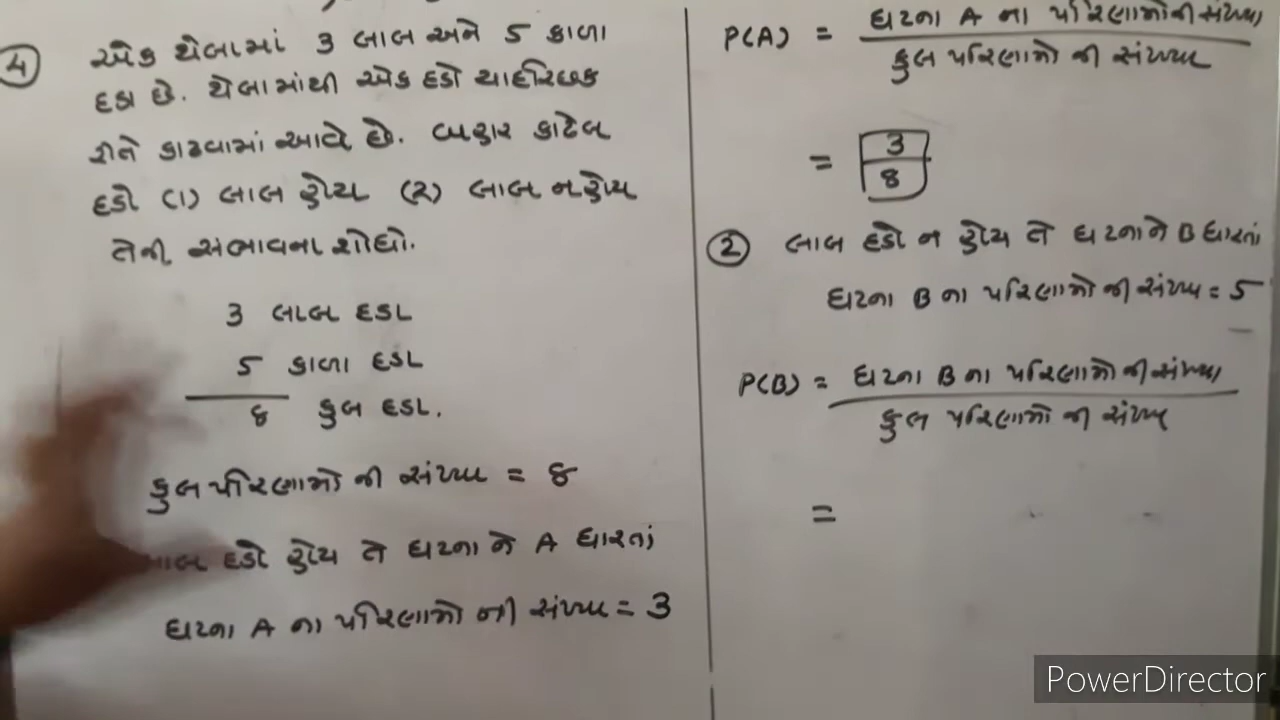 4 એક થેલામાં 3 લાલ અને 5 કાળા
દડા છે. થેલામાંથી એક દડો યાદચ્છિક
રીતે કાઢવામાં આવે છે. બહાર કાઢેલ
દડો (૧) લાલ હોય (૨) લાલ ન હોય
તેની સંભાવના શોધો.
3 લાલ દડા
5 કાળા દડા
8 કુલ દડા.
કુલ પરિણામો ની સંખ્યા = 8
લાલ દડો હોય તે ઘટના ને A ધારતાં
ઘટના A ના પરિણામો ની સંખ્યા = 3
P(A) = ઘટના A ના પરિણામોની સંખ્યા
કુલ પરિણામો ની સંખ્યા
= 3
8
2 લાલ દડો ન હોય તે ઘટનાને B ધારતાં
ઘટના B ના પરિણામો ની સંખ્યા = 5
P(B) = ઘટના B ના પરિણામો ની સંખ્યા
કુલ પરિણામો ની સંખ્યા
=
PowerDirector